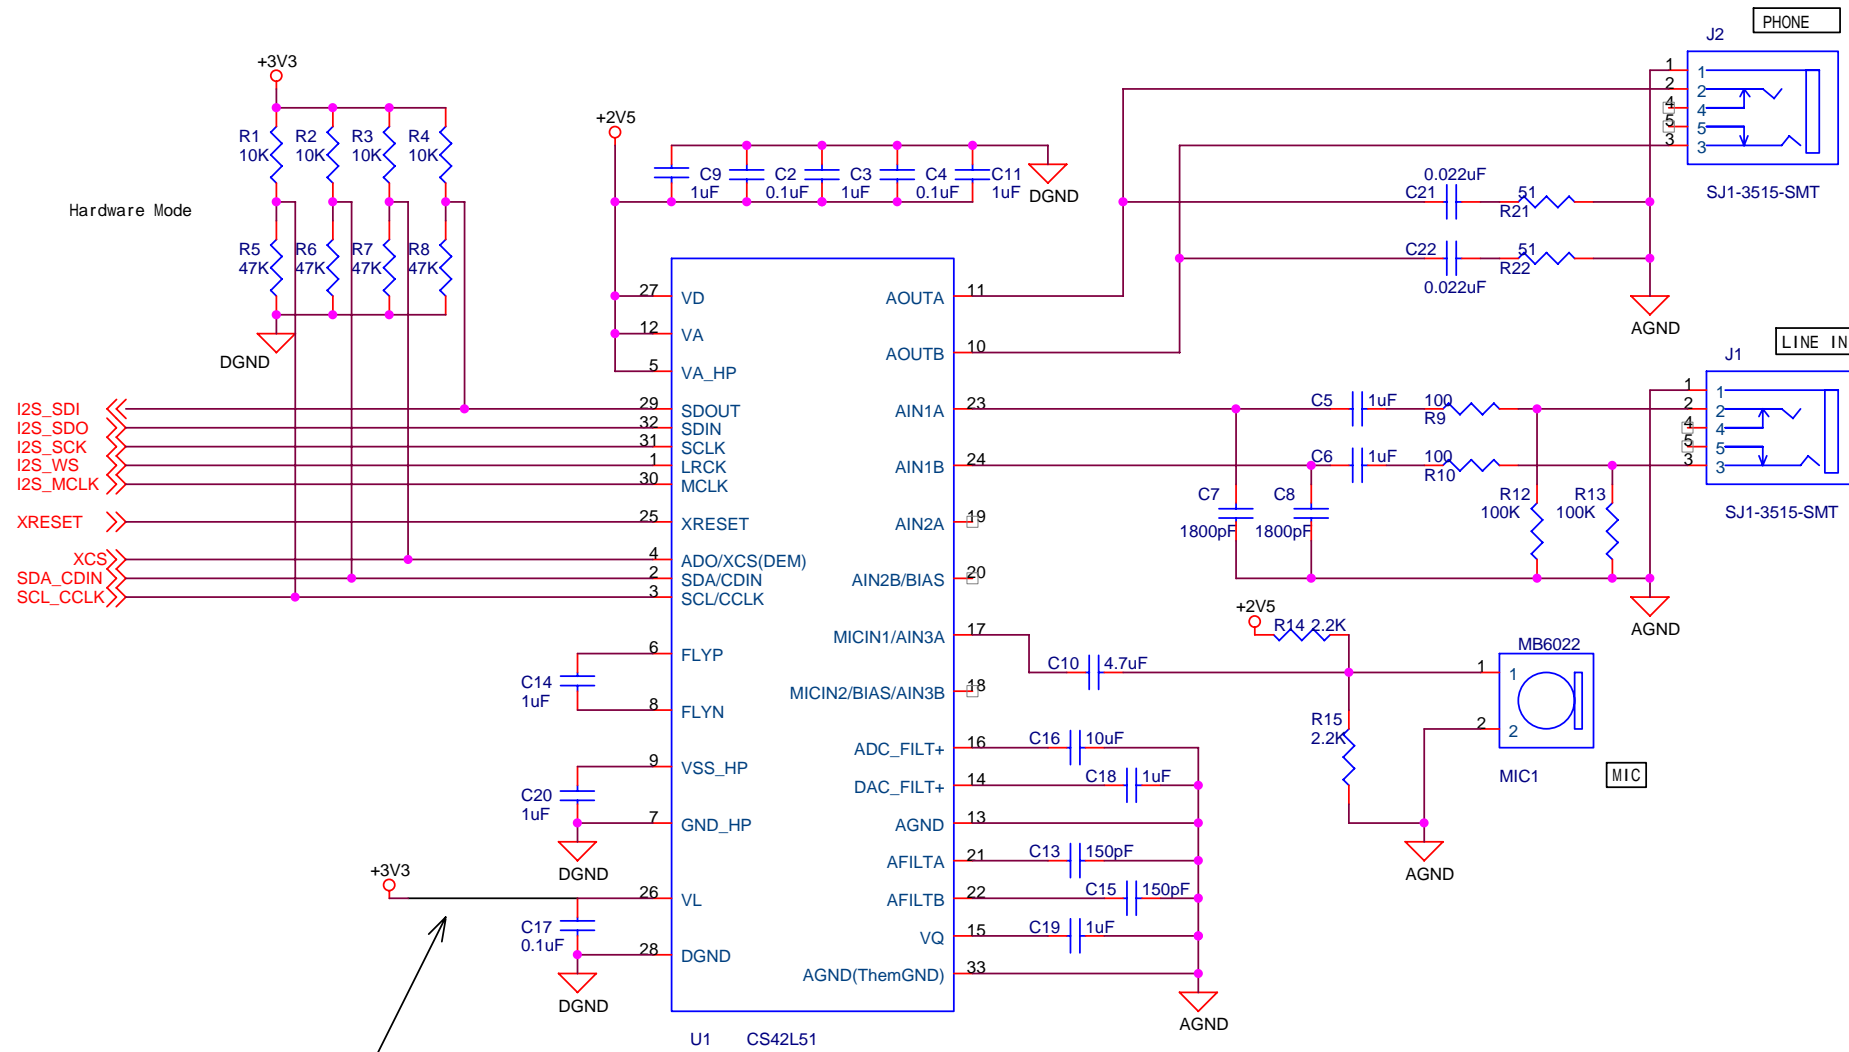 PHONE
J2
+3V3
1
1
2
2
4
4
5
5
3
3
SJ1-3515-SMT
R1
10K
R2
10K
R3
10K
R4
10K
+2V5
C9
1uF
C2
0.1uF
C3
1uF
C4
0.1uF
C11
1uF
DGND
0.022uF
C21
51
R21
C22
51
R22
0.022uF
AGND
Hardware Mode
R5
47K
R6
47K
R7
47K
R8
47K
DGND
27
VD
12
VA
5
VA_HP
29
SDOUT
32
SDIN
31
SCLK
1
LRCK
30
MCLK
25
XRESET
4
ADO/XCS(DEM)
2
SDA/CDIN
3
SCL/CCLK
6
FLYP
8
FLYN
9
VSS_HP
7
GND_HP
26
VL
28
DGND
I2S_SDI
I2S_SDO
I2S_SCK
I2S_WS
I2S_MCLK
XRESET
XCS
SDA_CDIN
SCL_CCLK
AOUTA
11
AOUTB
10
AIN1A
23
AIN1B
24
AIN2A
19
AIN2B/BIAS
20
MICIN1/AIN3A
17
MICIN2/BIAS/AIN3B
18
ADC_FILT+
16
DAC_FILT+
14
AGND
13
AFILTA
21
AFILTB
22
VQ
15
AGND(ThemGND)
33
LINE IN
J1
1
1
2
2
4
4
5
5
3
3
SJ1-3515-SMT
C5
1uF
100
R9
C6
1uF
100
R10
C7
1800pF
C8
1800pF
R12
100K
R13
100K
AGND
+2V5
R14 2.2K
C10
4.7uF
R15
2.2K
MB6022
1
1
2
2
MIC1
MIC
AGND
C14
1uF
C20
1uF
DGND
+3V3
C17
0.1uF
DGND
C16
10uF
C18
1uF
C13
150pF
C15
150pF
C19
1uF
AGND
U1
CS42L51